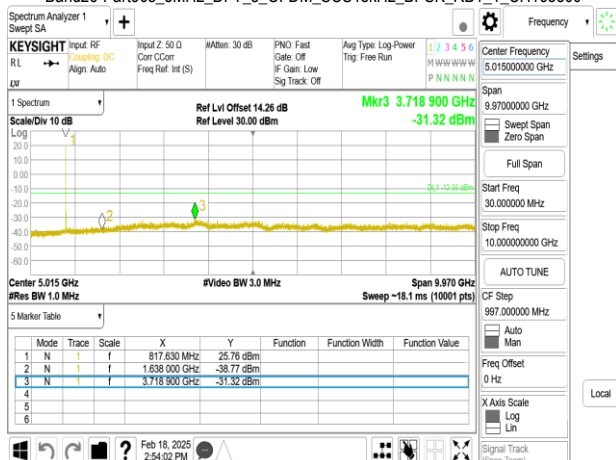 Spectrum Analyzer 1
Swept SA
Frequency
KEYSIGHT
RL
Input: RF
Coupling: DC
Align: Auto
Input Z: 50 Ω
Corr CCorr
Freq Ref: Int (S)
#Atten: 30 dB
PNO: Fast
Gate: Off
IF Gain: Low
Sig Track: Off
Avg Type: Log-Power
Trig: Free Run
1 2 3 4 5 6
M W W W W W
P N N N N N
Center Frequency
5.015000000 GHz
Settings
Span
9.97000000 GHz
Swept Span
Zero Span
Full Span
Start Freq
30.000000 MHz
Stop Freq
10.000000000 GHz
AUTO TUNE
CF Step
997.000000 MHz
Auto
Man
Freq Offset
0 Hz
X Axis Scale
Log
Lin
Signal Track
Local
1 Spectrum
Scale/Div 10 dB
Log
Ref Lvl Offset 14.26 dB
Ref Level 30.00 dBm
Mkr3 3.718 900 GHz
-31.32 dBm
20.0
10.0
0.00
-10.0
-20.0
-30.0
-40.0
-50.0
-60.0
1
2
3
DL1 -13.00 dBm
Center 5.015 GHz
#Res BW 1.0 MHz
#Video BW 3.0 MHz
Span 9.970 GHz
Sweep ~18.1 ms (10001 pts)
5 Marker Table
Mode Trace Scale X Y Function Function Width Function Value
1 N 1 f 817.630 MHz 25.76 dBm
2 N 1 f 1.638 000 GHz -38.77 dBm
3 N 1 f 3.718 900 GHz -31.32 dBm
4
5
6
Feb 18, 2025
2:54:02 PM